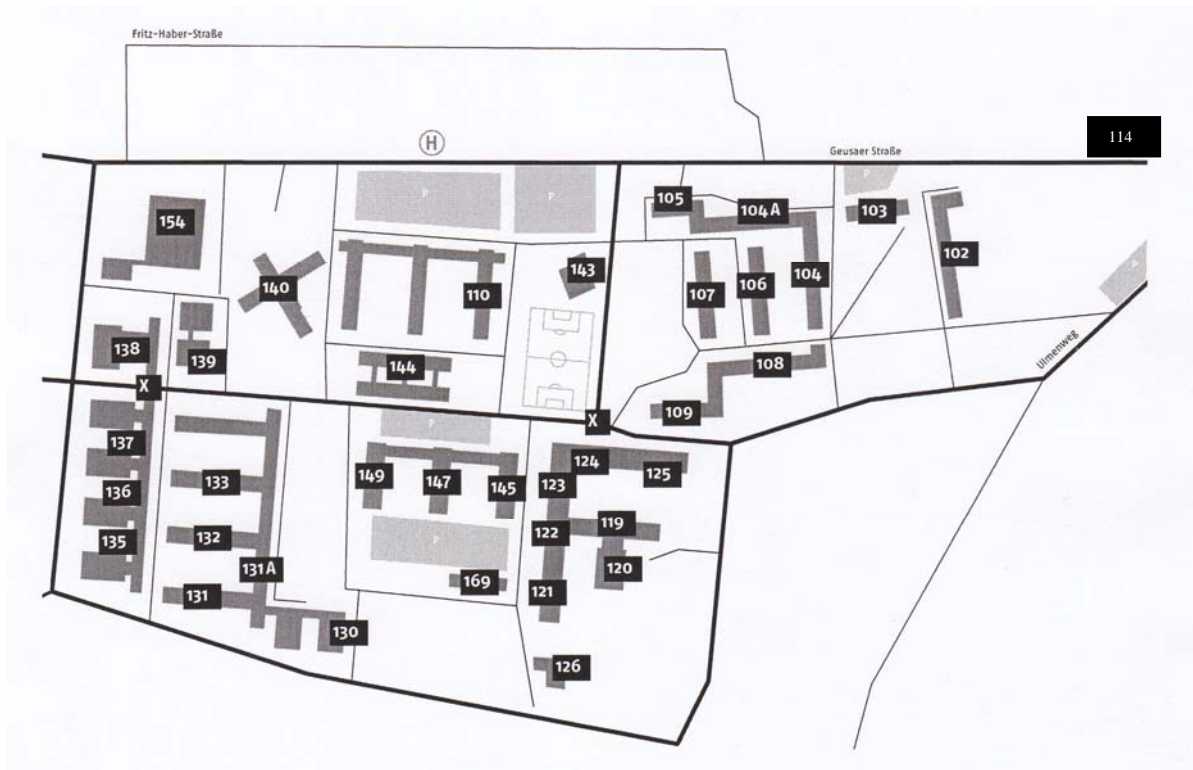 Fritz-Haber-Straße
H
114
Geusaer Straße
P
P
P
105
104 A
103
154
102
143
140
110
107
106
104
P
138
139
144
108
Ulmenweg
X
109
X
P
137
124
125
149
147
145
123
133
136
119
122
132
135
P
120
131 A
169
121
131
130
126